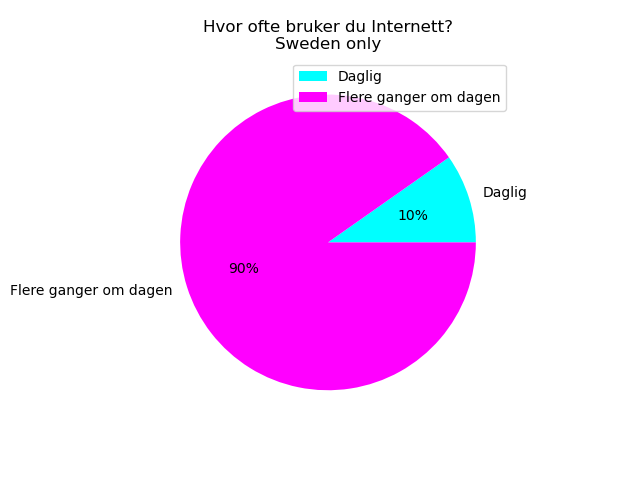 Hvor ofte bruker du Internett?
Sweden only
Daglig
Flere ganger om dagen
Daglig
10%
90%
Flere ganger om dagen